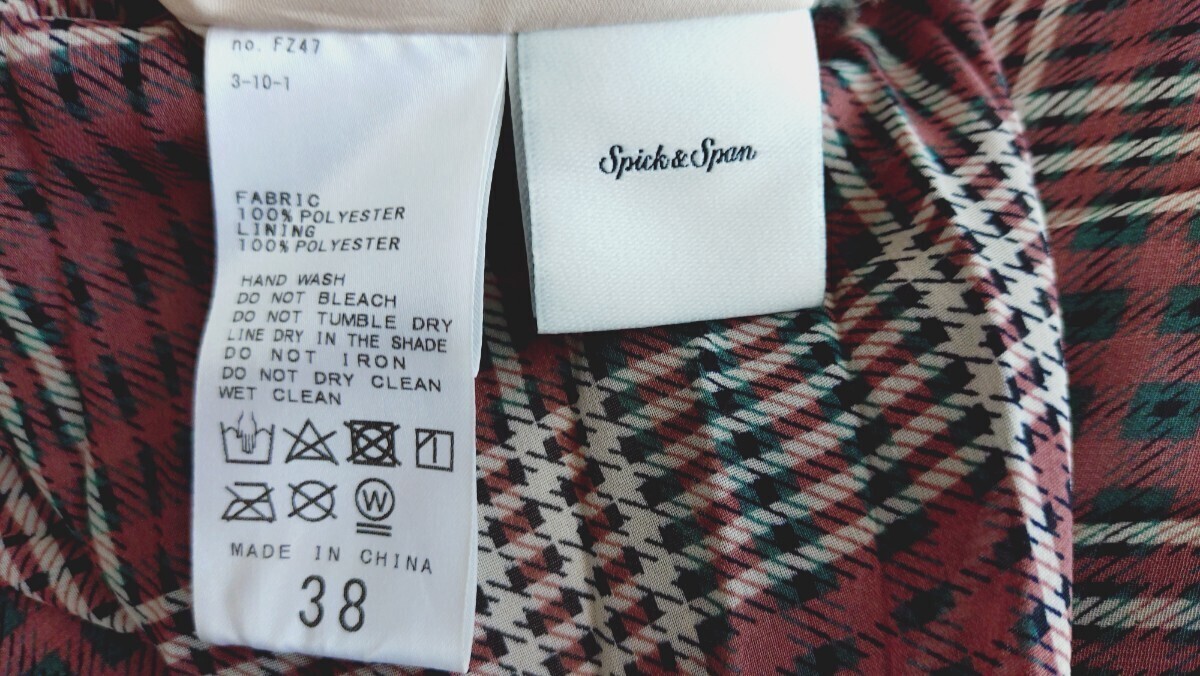 no. FZ47
3-10-1
FABRIC
100% POLYESTER
LINING
100% POLYESTER
HAND WASH
DO NOT BLEACH
DO NOT TUMBLE DRY
LINE DRY IN THE SHADE
DO NOT IRON
DO NOT DRY CLEAN
WET CLEAN
W
MADE IN CHINA
38
Spick & Span